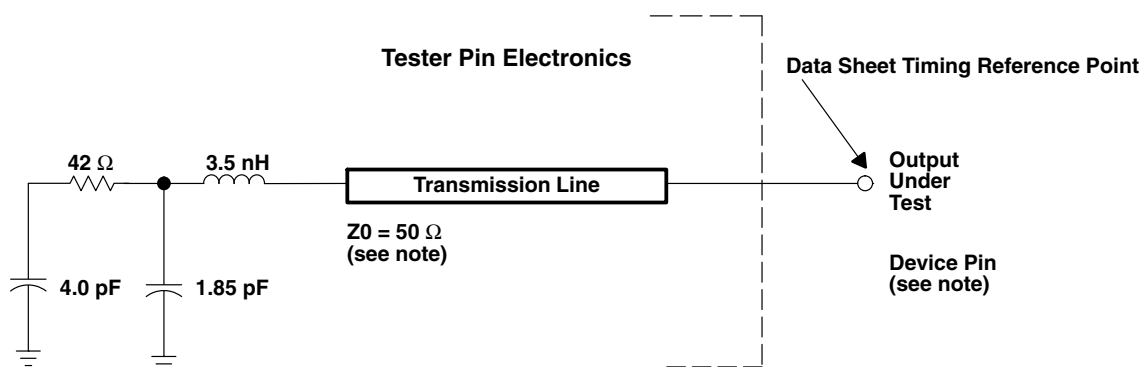 Tester Pin Electronics
Data Sheet Timing Reference Point
42 Ω
3.5 nH
Transmission Line
Output
Under
Test
Z0 = 50 Ω
(see note)
Device Pin
(see note)
4.0 pF
1.85 pF